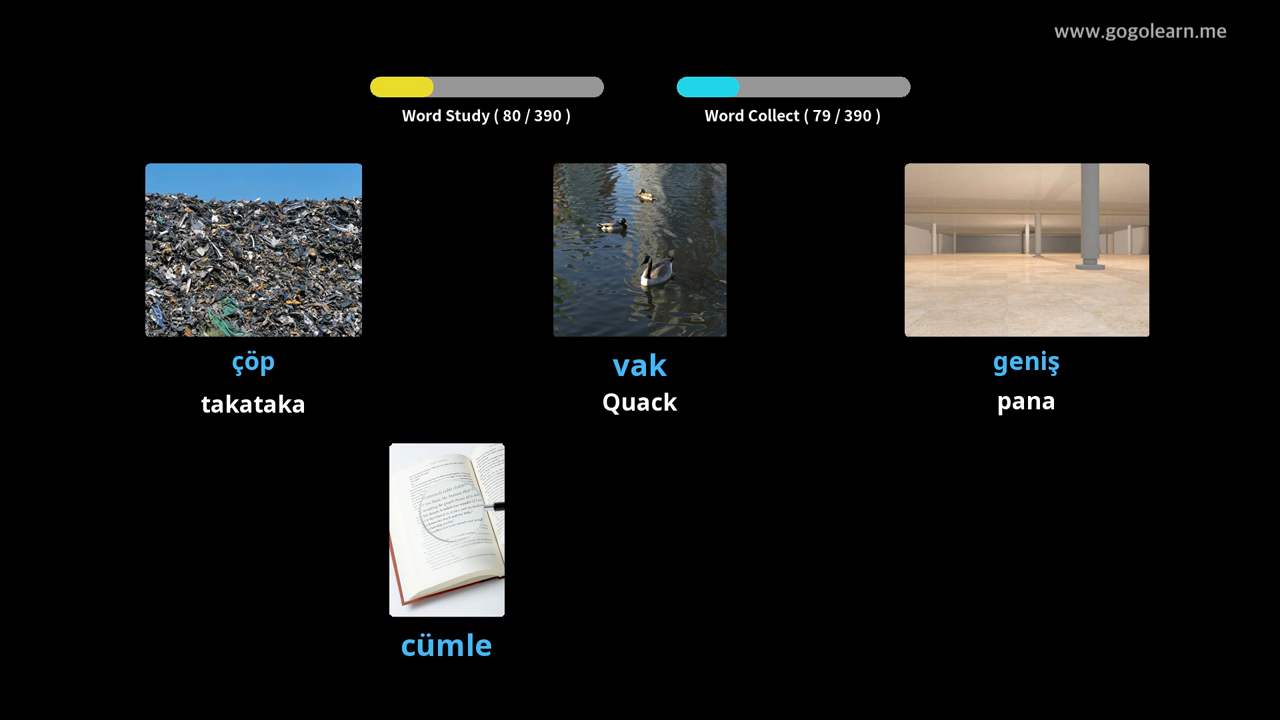 www.gogolearn.me
Word Study ( 80 / 390 )
Word Collect ( 79 / 390 )
çöp
takataka
vak
Quack
geniş
pana
cümle